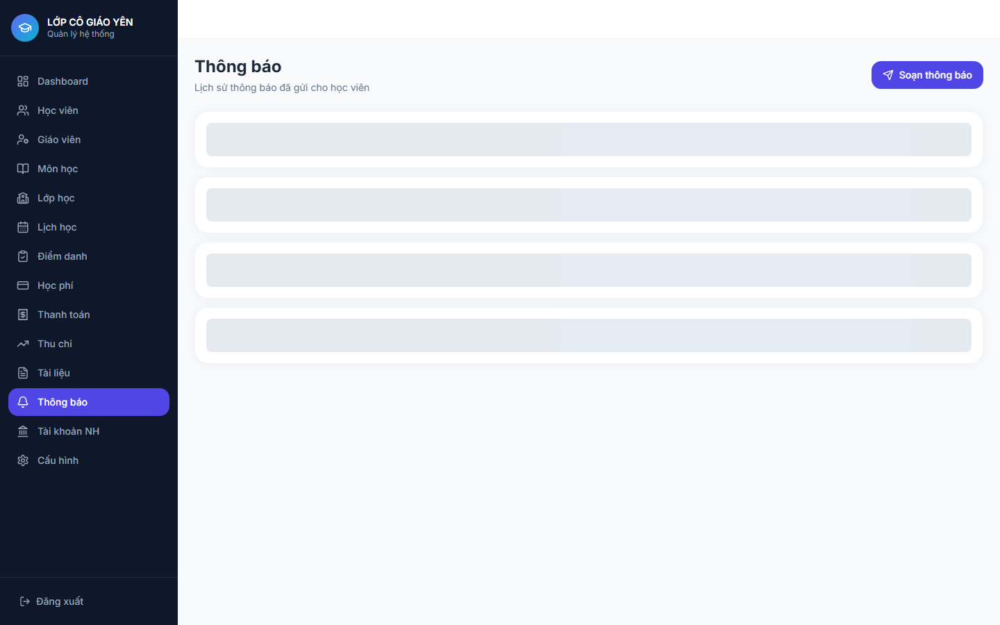 LỚP CÔ GIÁO YÊN
Quản lý hệ thống
Dashboard
Học viên
Giáo viên
Môn học
Lớp học
Lịch học
Điểm danh
Học phí
Thanh toán
Thu chi
Tài liệu
Thông báo
Tài khoản NH
Cấu hình
Đăng xuất
Thông báo
Lịch sử thông báo đã gửi cho học viên
Soạn thông báo